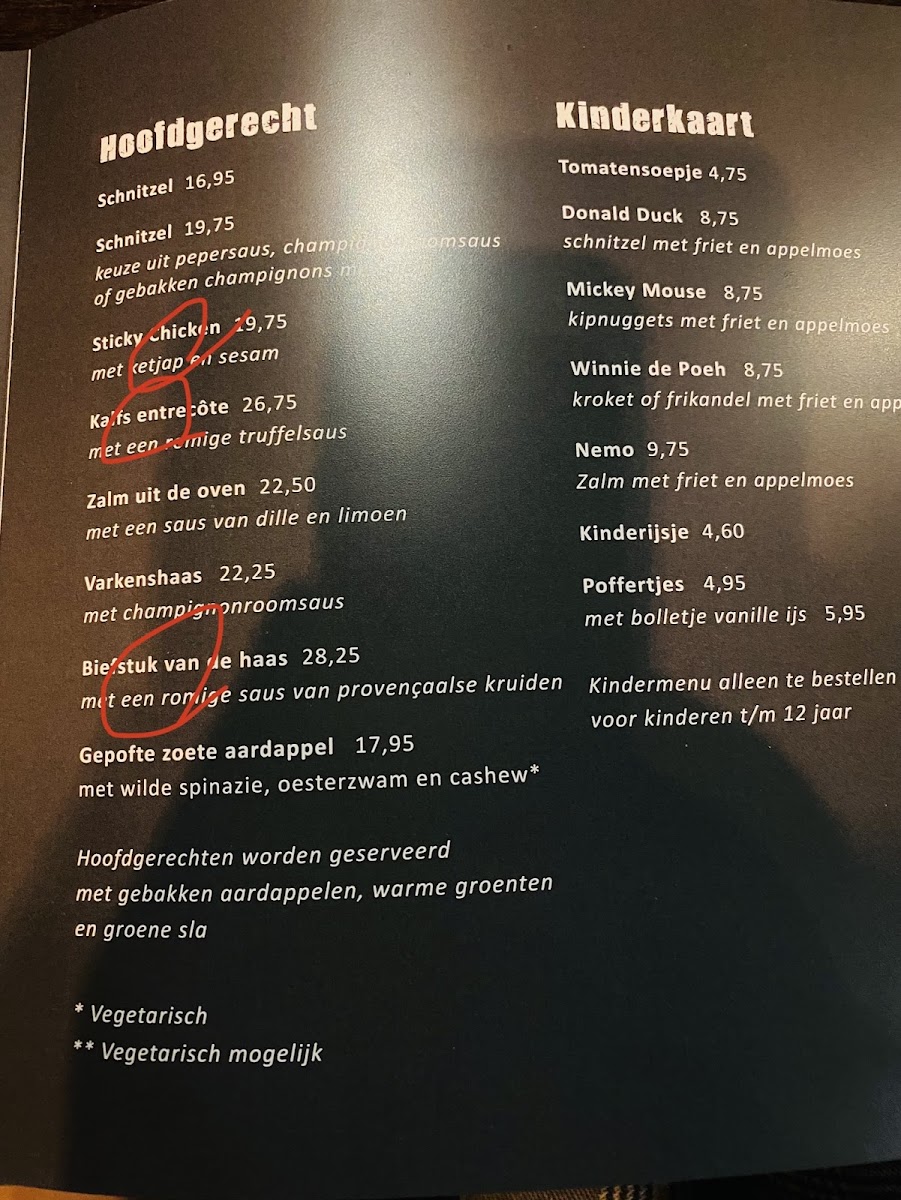 Hoofdgerecht
Schnitzel 16,95
Schnitzel 19,75
keuze uit pepersaus, champignonroomsaus
of gebakken champignons
Sticky Chicken 19,75
met ketjap en sesam
Kalfs entrecôte 26,75
met een romige truffelsaus
Zalm uit de oven 22,50
met een saus van dille en limoen
Varkenshaas 22,25
met champignonroomsaus
Biefstuk van de haas 28,25
met een romige saus van provençaalse kruiden
Gepofte zoete aardappel 17,95
met wilde spinazie, oesterzwam en cashew*
Hoofdgerechten worden geserveerd
met gebakken aardappelen, warme groenten
en groene sla
* Vegetarisch
** Vegetarisch mogelijk
Kinderkaart
Tomatensoepje 4,75
Donald Duck 8,75
schnitzel met friet en appelmoes
Mickey Mouse 8,75
kipnuggets met friet en appelmoes
Winnie de Poeh 8,75
kroket of frikandel met friet en app
Nemo 9,75
Zalm met friet en appelmoes
Kinderijsje 4,60
Poffertjes 4,95
met bolletje vanille ijs 5,95
Kindermenu alleen te bestellen
voor kinderen t/m 12 jaar